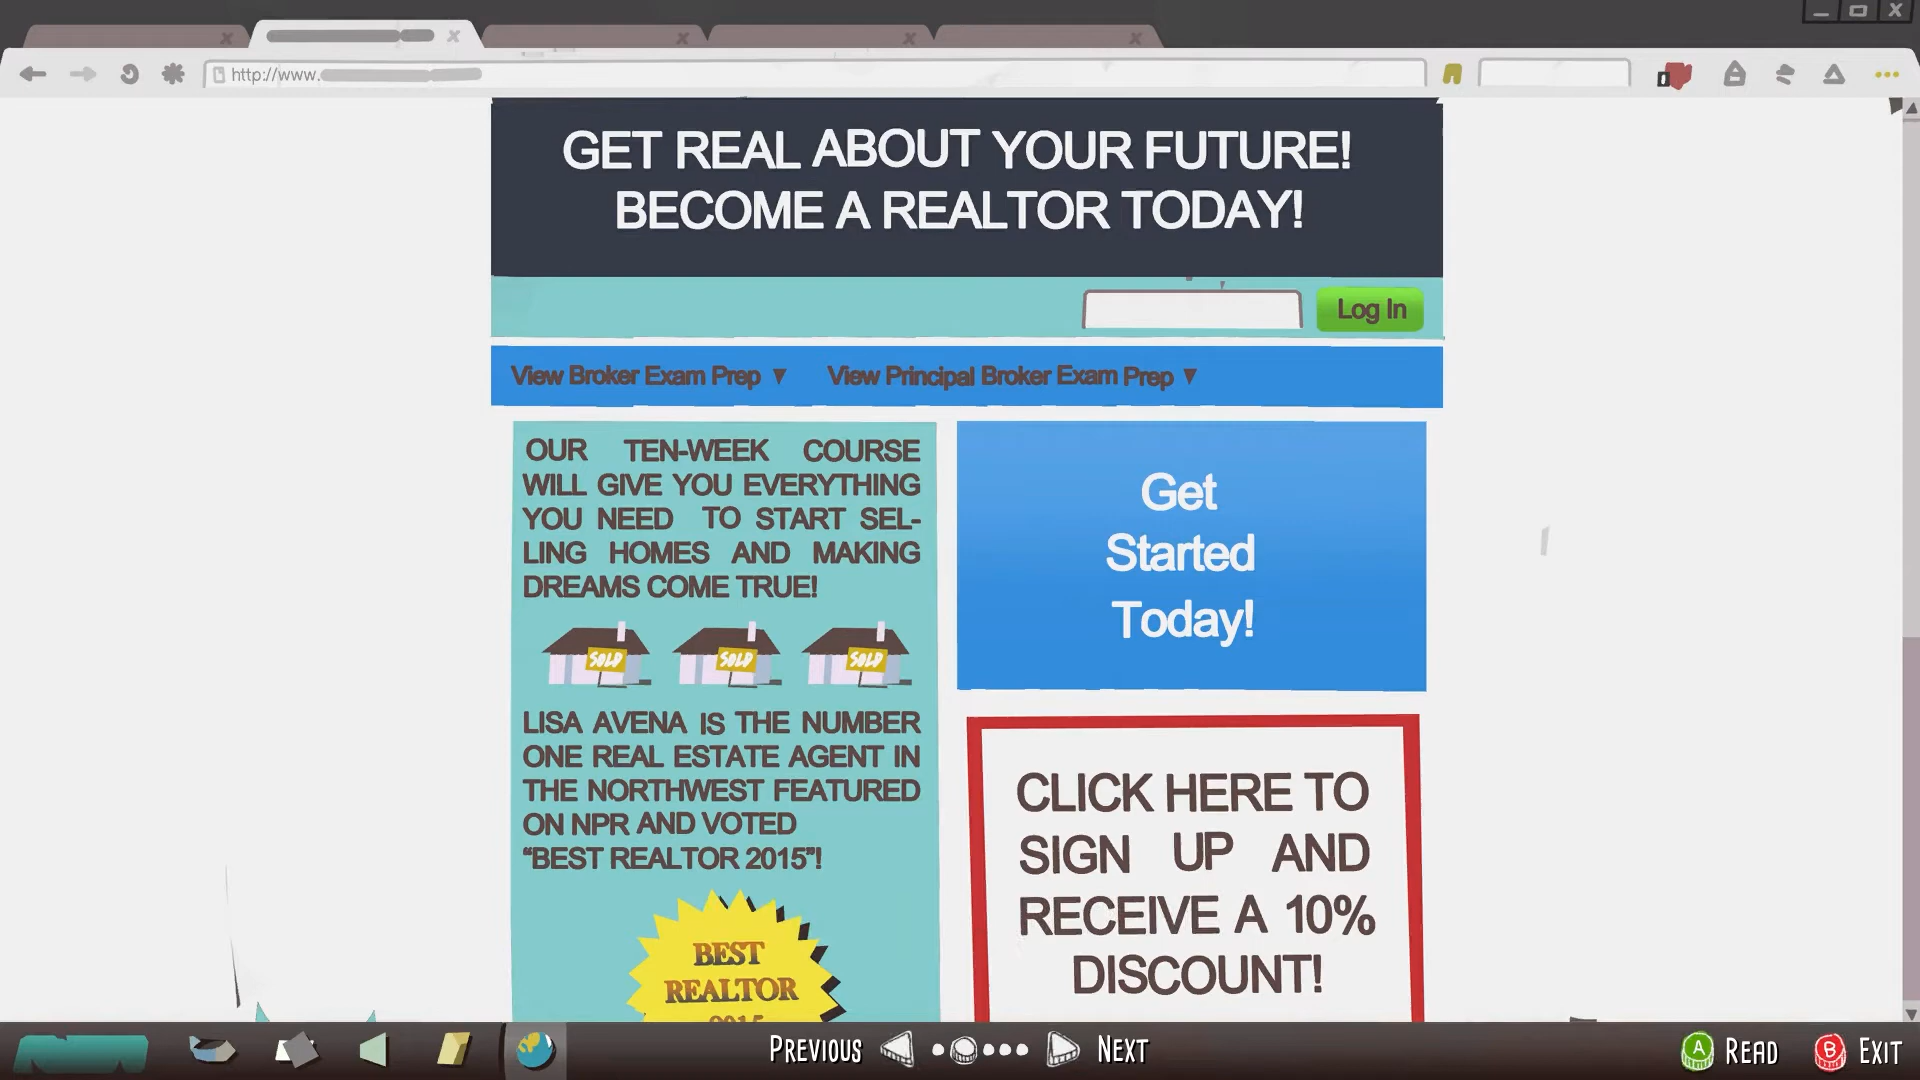 http://www.
GET REAL ABOUT YOUR FUTURE!
BECOME A REALTOR TODAY!
Log In
View Broker Exam Prep ▼ View Principal Broker Exam Prep ▼
OUR TEN-WEEK COURSE
WILL GIVE YOU EVERYTHING
YOU NEED TO START SEL-
LING HOMES AND MAKING
DREAMS COME TRUE!
SOLD SOLD SOLD
LISA AVENA IS THE NUMBER
ONE REAL ESTATE AGENT IN
THE NORTHWEST FEATURED
ON NPR AND VOTED
“BEST REALTOR 2015”!
BEST
REALTOR
2015
Get
Started
Today!
CLICK HERE TO
SIGN UP AND
RECEIVE A 10%
DISCOUNT!
PREVIOUS NEXT
A READ B EXIT